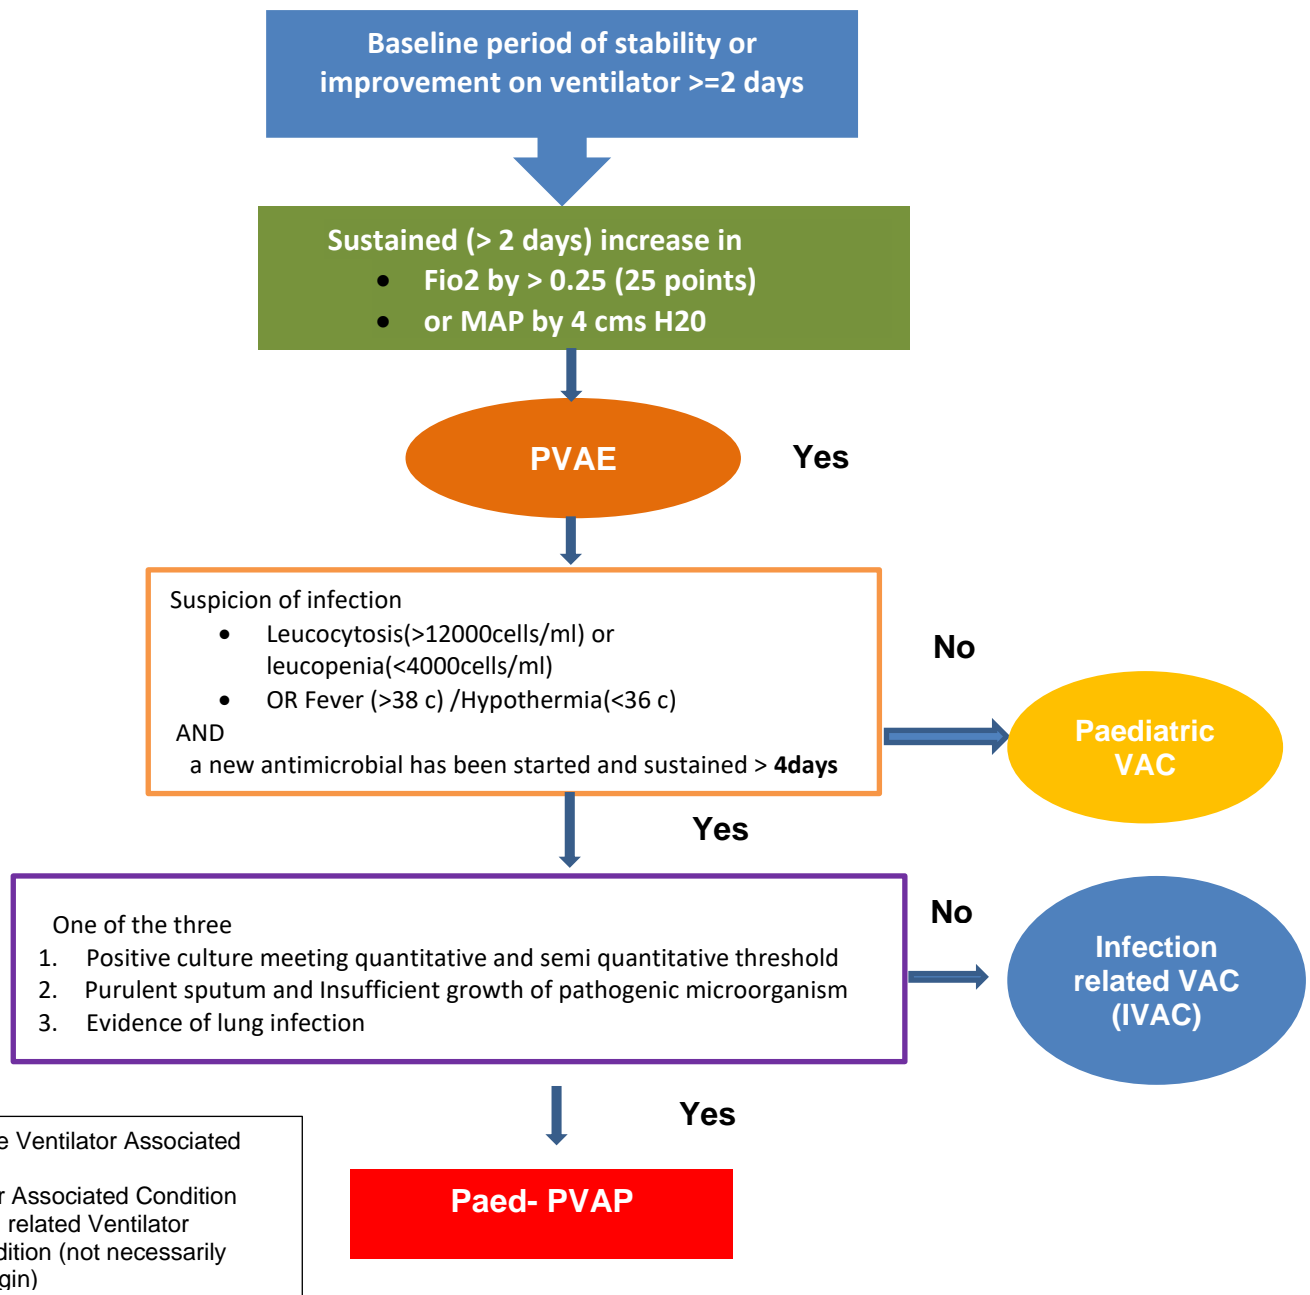 Baseline period of stability or
improvement on ventilator >=2 days
Sustained (> 2 days) increase in
• Fio2 by > 0.25 (25 points)
• or MAP by 4 cms H20
PVAE
Yes
Suspicion of infection
• Leucocytosis(>12000cells/ml) or
leucopenia(<4000cells/ml)
• OR Fever (>38 c) /Hypothermia(<36 c)
AND
a new antimicrobial has been started and sustained > 4days
No
Paediatric
VAC
Yes
One of the three
1. Positive culture meeting quantitative and semi quantitative threshold
2. Purulent sputum and Insufficient growth of pathogenic microorganism
3. Evidence of lung infection
No
Infection
related VAC
(IVAC)
Yes
Paed- PVAP
Ventilator Associated
Associated Condition
related Ventilator
(not necessarily